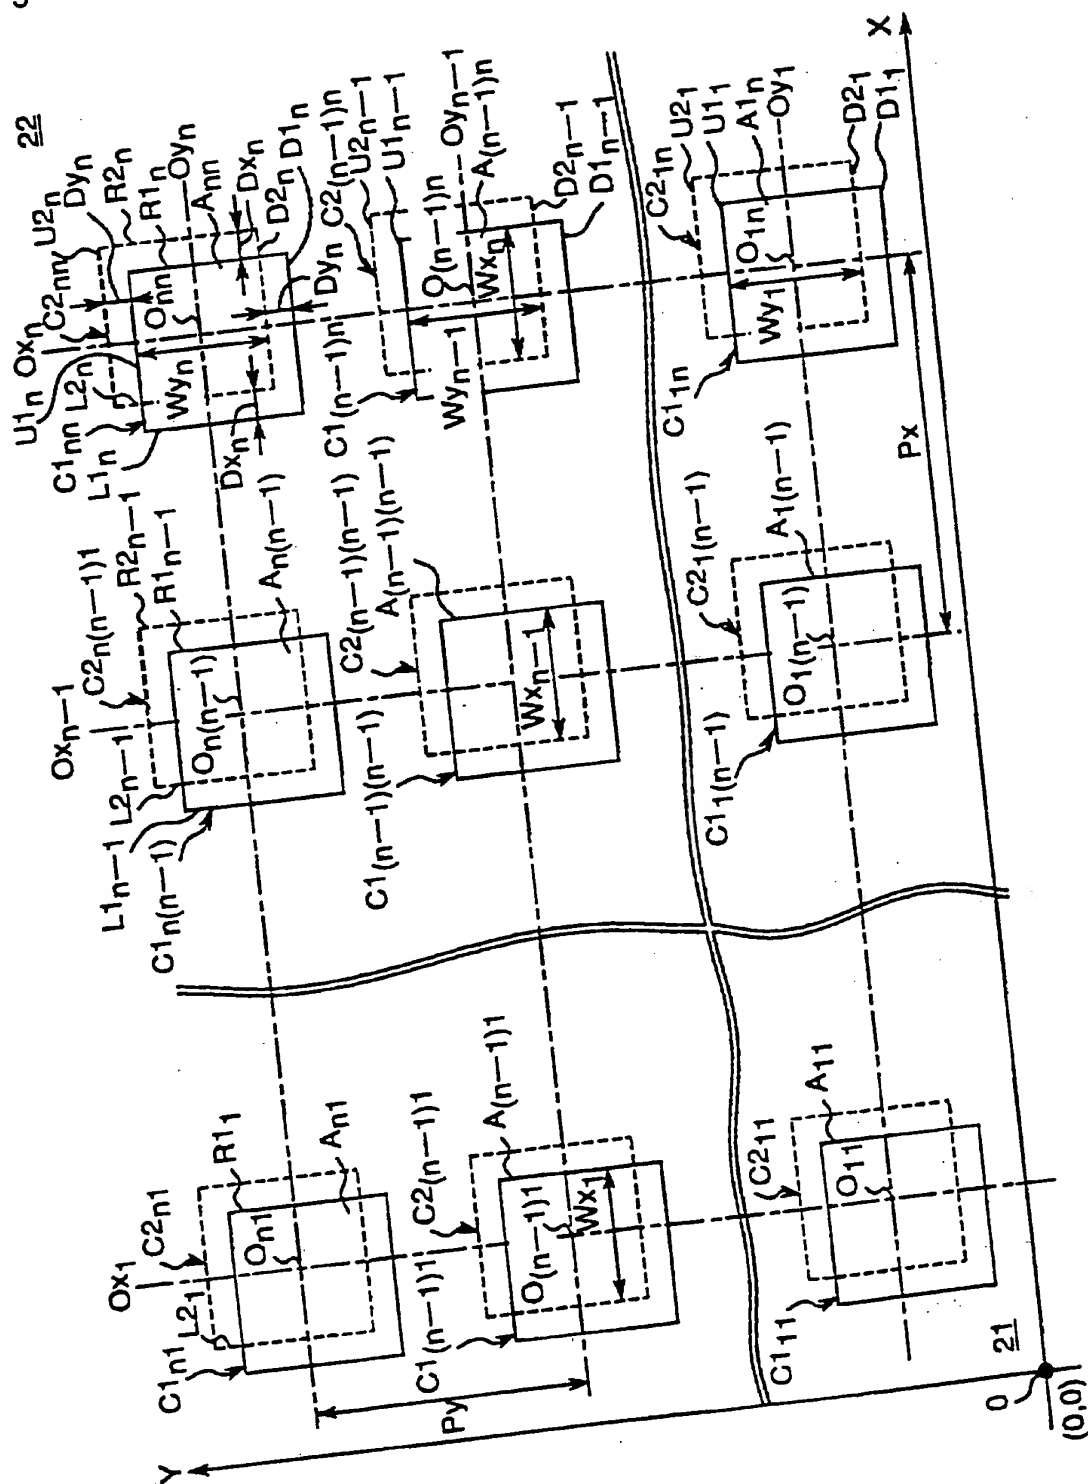 22
U1n
Oxn
C2nn
U2n
Dyn
R2n
R1n
Oyn
Ann
Dxn
D2n
D1n
C1nn
L2n
L1n
Onn
Wyn
Dxn
Dyn
Oxn—1
C2n(n—1)1
R2n—1
R1n—1
An(n—1)
L1n—1
L2n—1
C1n(n—1)
On(n—1)
Ox1
C2n1
R11
An1
L21
C1n1
On1
C2(n—1)n
U2n—1
U1n—1
Oyn—1
A(n—1)n
D2n—1
D1n—1
C1(n—1)n
O(n—1)n
Wxn
Wyn—1
C2(n—1)(n—1)
A(n—1)(n—1)
C1(n—1)(n—1)
Wxn—1
C2(n—1)1
A(n—1)1
C1(n—1)1
O(n—1)1
Wx1
Py
C21n
U21
U11
A1n
Oy1
D21
D11
C11n
O1n
Wy1
C21(n—1)
A1(n—1)
C11(n—1)
O1(n—1)
Px
C211
A11
C111
O11
21
Y
X
0
(0,0)